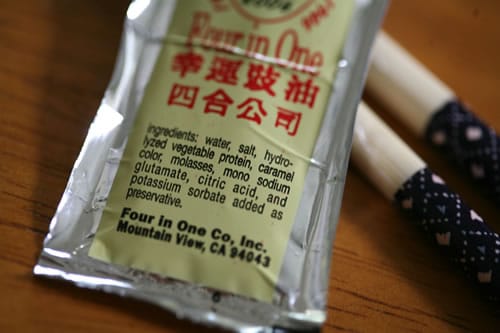 Four in One
幸運豉油
四合公司
ingredients: water, salt, hydro-
lyzed vegetable protein, caramel
color, molasses, mono sodium
glutamate, citric acid, and
potassium sorbate added as
preservative.
Four in One Co, Inc.
Mountain View, CA 94043
6